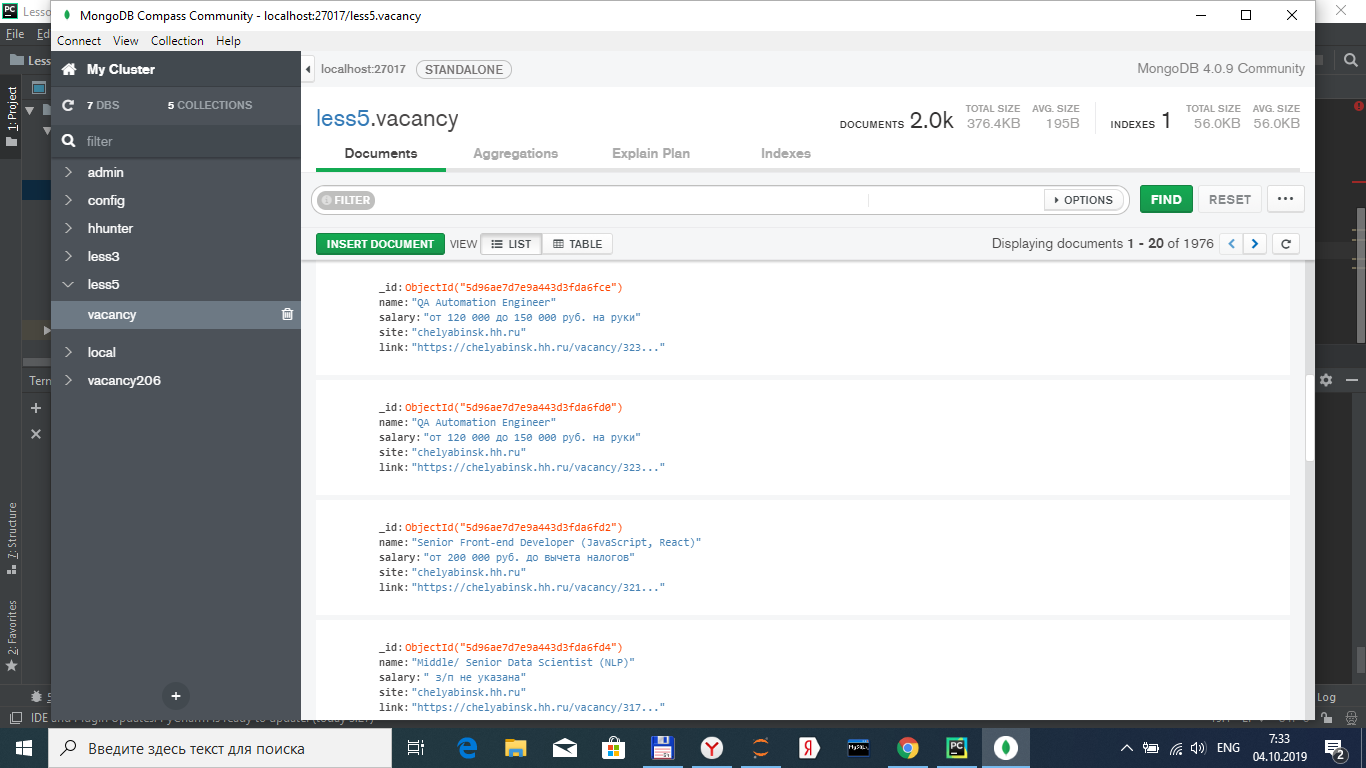 Lesso
MongoDB Compass Community - localhost:27017/less5.vacancy
File
Connect View Collection Help
My Cluster
localhost:27017 STANDALONE
MongoDB 4.0.9 Community
7 DBS 5 COLLECTIONS
filter
less5.vacancy
DOCUMENTS 2.0k TOTAL SIZE 376.4KB AVG. SIZE 195B
INDEXES 1 TOTAL SIZE 56.0KB AVG. SIZE 56.0KB
Documents Aggregations Explain Plan Indexes
FILTER OPTIONS FIND RESET ...
INSERT DOCUMENT VIEW LIST TABLE
Displaying documents 1 - 20 of 1976
admin
config
hhunter
less3
less5
vacancy
local
vacancy206
_id:ObjectId("5d96ae7d7e9a443d3fda6fce")
name:"QA Automation Engineer"
salary:"от 120 000 до 150 000 руб. на руки"
site:"chelyabinsk.hh.ru"
link:"https://chelyabinsk.hh.ru/vacancy/323..."
_id:ObjectId("5d96ae7d7e9a443d3fda6fd0")
name:"QA Automation Engineer"
salary:"от 120 000 до 150 000 руб. на руки"
site:"chelyabinsk.hh.ru"
link:"https://chelyabinsk.hh.ru/vacancy/323..."
_id:ObjectId("5d96ae7d7e9a443d3fda6fd2")
name:"Senior Front-end Developer (JavaScript, React)"
salary:"от 200 000 руб. до вычета налогов"
site:"chelyabinsk.hh.ru"
link:"https://chelyabinsk.hh.ru/vacancy/321..."
_id:ObjectId("5d96ae7d7e9a443d3fda6fd4")
name:"Middle/ Senior Data Scientist (NLP)"
salary:" з/п не указана"
site:"chelyabinsk.hh.ru"
link:"https://chelyabinsk.hh.ru/vacancy/317..."
1: Project
7: Structure
2: Favorites
Log
Введите здесь текст для поиска
ENG
7:33
04.10.2019
2